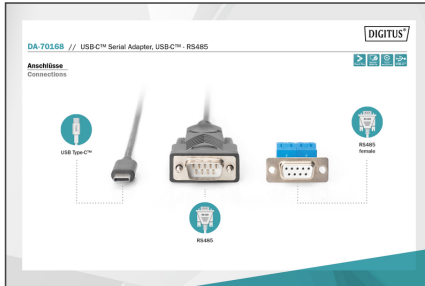 DIGITUS®
DA-70168 // USB-C™ Serial Adapter, USB-C™ - RS485
Anschlüsse
Connections
USB Type-C™
RS485
female
RS485